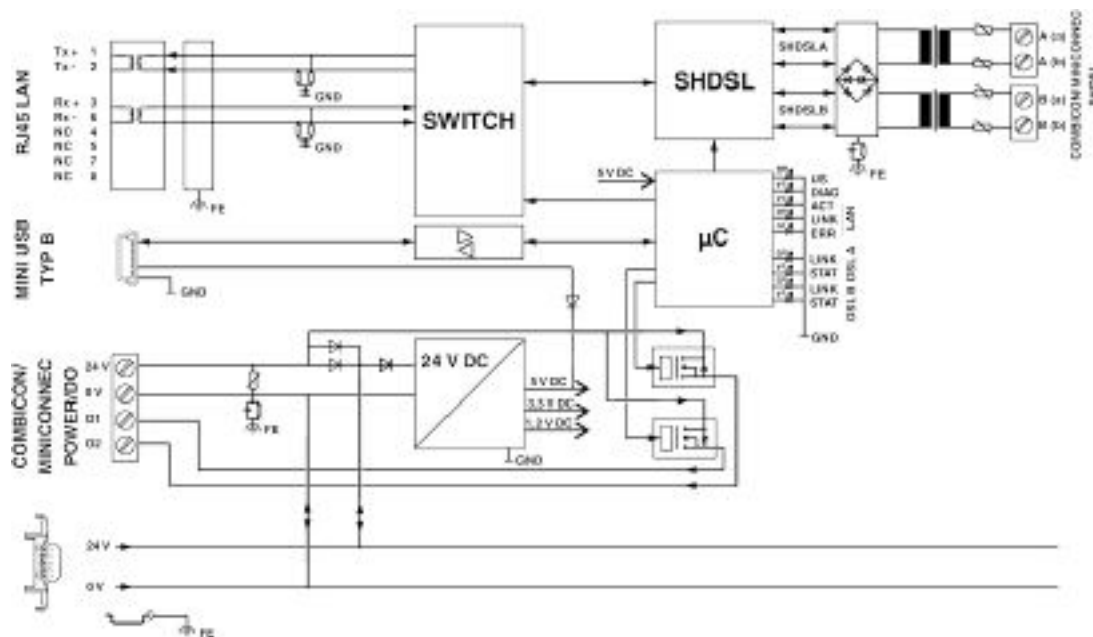 RJ45 LAN
Tx+ 1
Tx- 2
Rx+ 3
Rx- 6
NC 4
NC 5
NC 7
NC 8
FE
GND
GND
SWITCH
SHDSL
SHDSLA
SHDSLB
FE
A (a)
A (b)
B (a)
B (b)
COMBICON/MINICONNEC
SHDSL
5 V DC
µC
US
DIAG
ACT
LINK
ERR
LAN
LINK
STAT
DSL A
LINK
STAT
DSL B
GND
MINI USB
TYP B
GND
COMBICON/
MINICONNEC
POWER/DO
24 V
0 V
O1
O2
FE
24 V DC
5 V DC
3,3 V DC
1,2 V DC
GND
24 V
0 V
FE